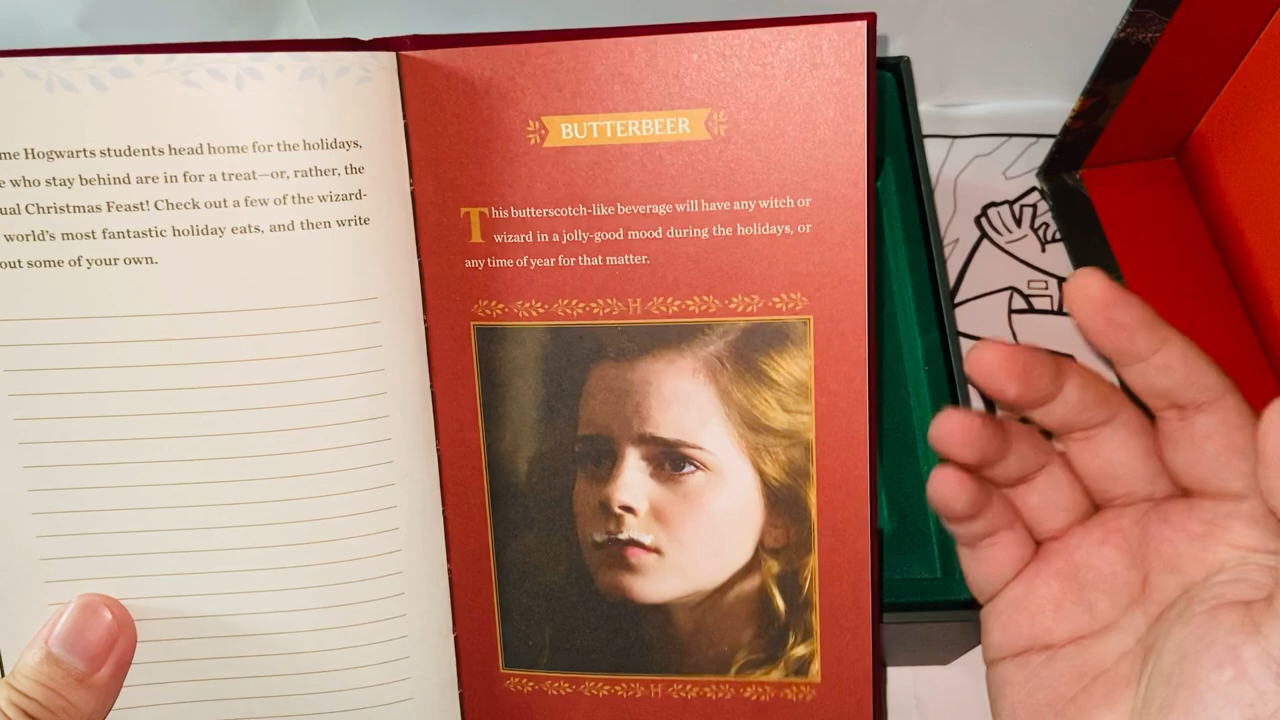 me Hogwarts students head home for the holidays,
e who stay behind are in for a treat—or, rather, the
ual Christmas Feast! Check out a few of the wizard-
world's most fantastic holiday eats, and then write
out some of your own.
BUTTERBEER
This butterscotch-like beverage will have any witch or
wizard in a jolly-good mood during the holidays, or
any time of year for that matter.
H
H